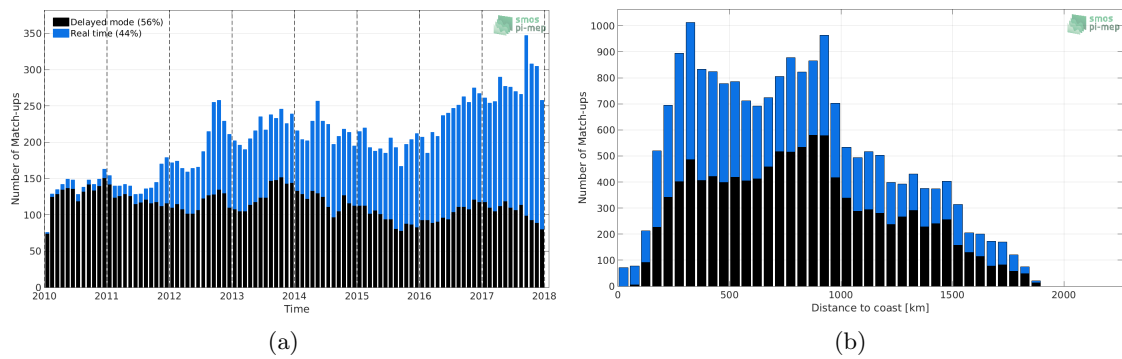 Delayed mode (56%)
Real time (44%)
smos
pi-mep
Number of Match-ups
350
300
250
200
150
100
50
0
2010 2011 2012 2013 2014 2015 2016 2017 2018
Time
(a)
smos
pi-mep
Number of Match-ups
1000
900
800
700
600
500
400
300
200
100
0
0 500 1000 1500 2000
Distance to coast [km]
(b)